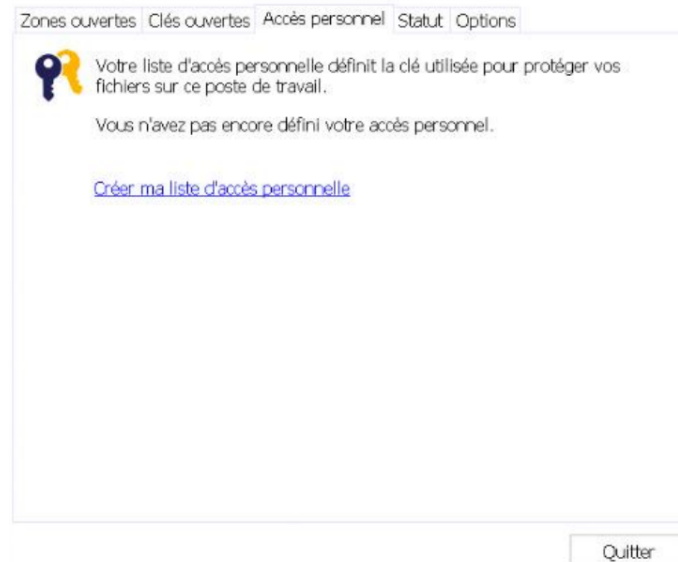 Zones ouvertes Clés ouvertes Accès personnel Statut Options
Votre liste d'accès personnelle définit la clé utilisée pour protéger vos
fichiers sur ce poste de travail.
Vous n'avez pas encore défini votre accès personnel.
Créer ma liste d'accès personnelle
Quitter